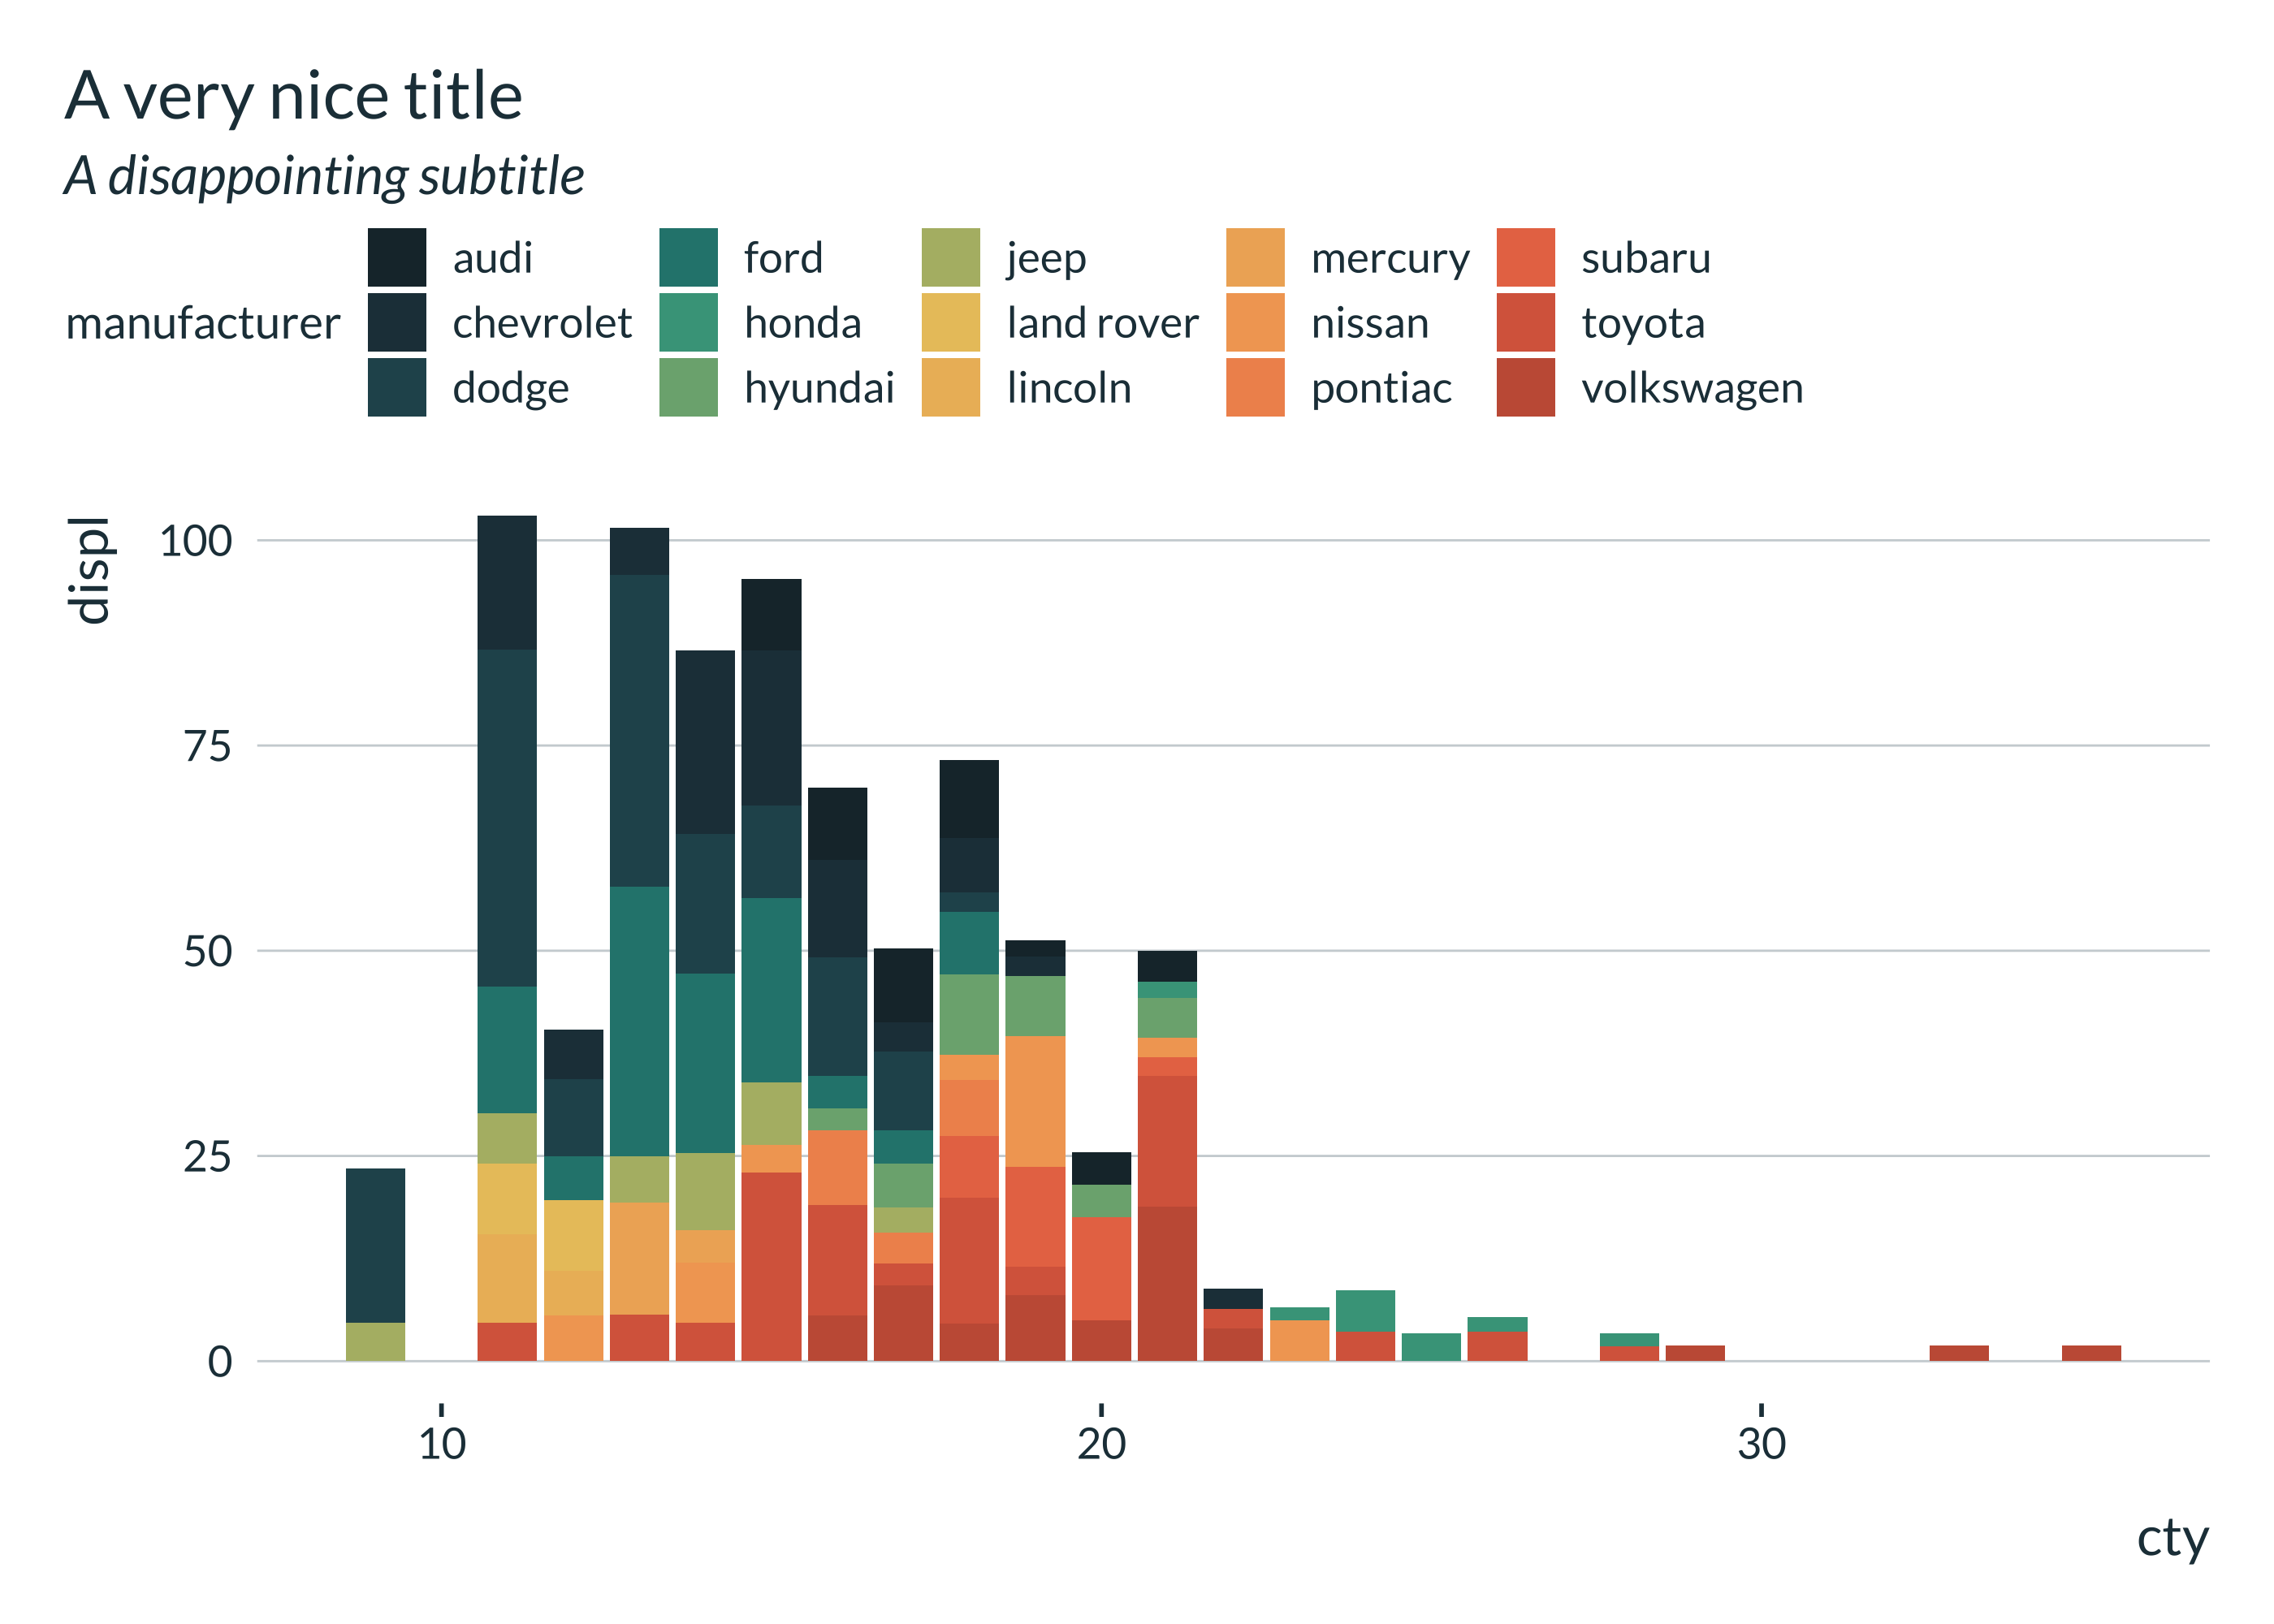 A very nice title
A disappointing subtitle
manufacturer
audi
chevrolet
dodge
ford
honda
hyundai
jeep
land rover
lincoln
mercury
nissan
pontiac
subaru
toyota
volkswagen
displ
100
75
50
25
0
10
20
30
cty